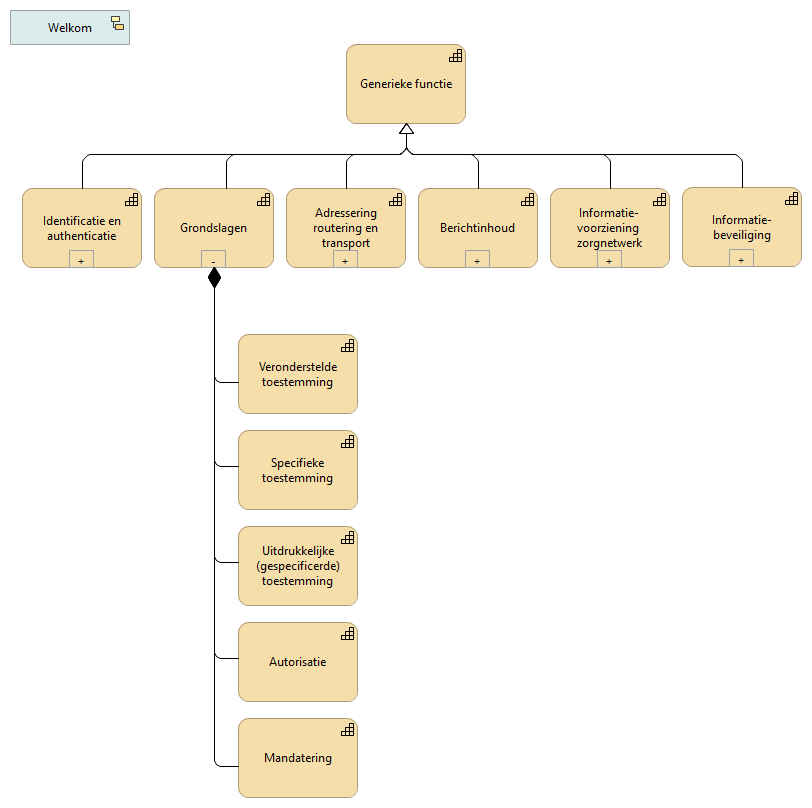 Welkom
Generieke functie
Identificatie en
authenticatie
+
Grondslagen
-
Adressering
routering en
transport
+
Berichtinhoud
+
Informatie-
voorziening
zorgnetwerk
+
Informatie-
beveiliging
+
Veronderstelde
toestemming
Specifieke
toestemming
Uitdrukkelijke
(gespecificerde)
toestemming
Autorisatie
Mandatering